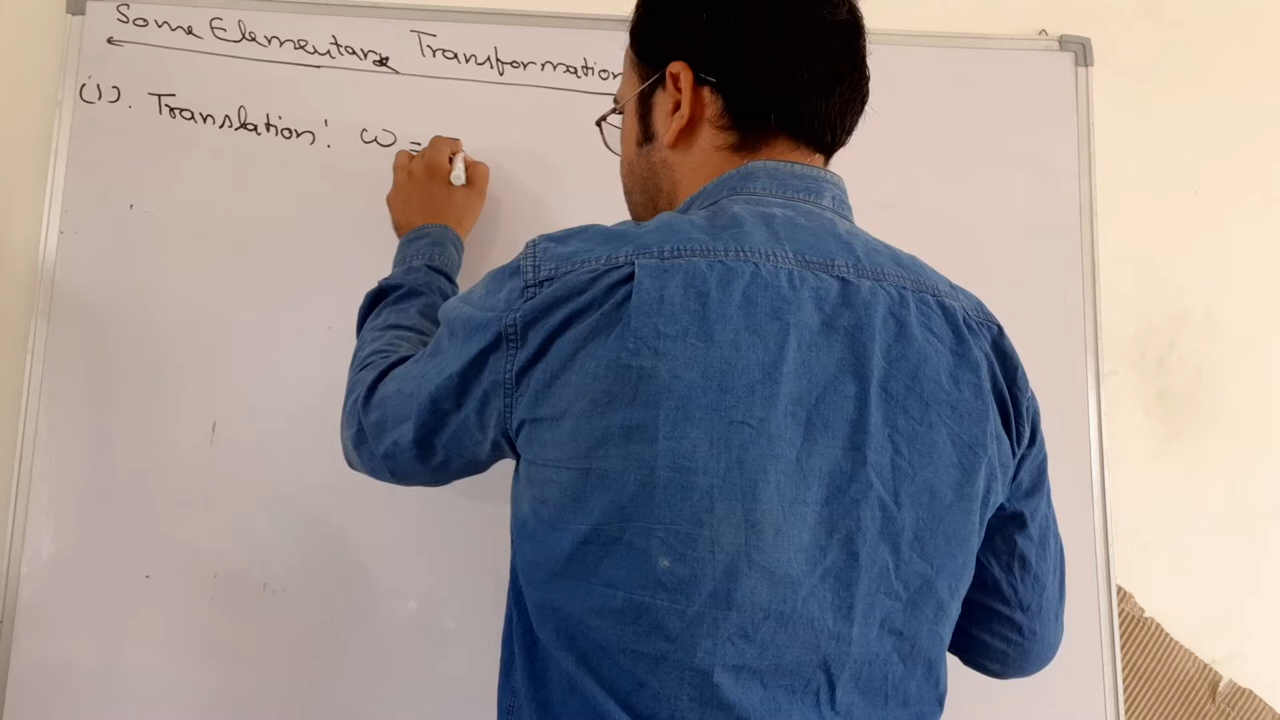 Some Elementary Transformation
(1). Translation: ω =